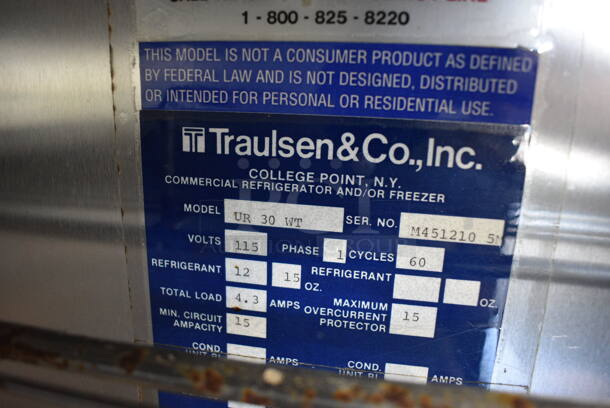 1-800-825-8220
THIS MODEL IS NOT A CONSUMER PRODUCT AS DEFINED
BY FEDERAL LAW AND IS NOT DESIGNED, DISTRIBUTED
OR INTENDED FOR PERSONAL OR RESIDENTIAL USE.
Traulsen & Co., Inc.
COLLEGE POINT, N.Y.
COMMERCIAL REFRIGERATOR AND/OR FREEZER
MODEL UR 30 WT SER. NO. M451210
VOLTS 115 PHASE 1 CYCLES 60
REFRIGERANT 12 15 OZ. REFRIGERANT OZ.
TOTAL LOAD 4.3 AMPS MAXIMUM OVERCURRENT PROTECTOR 15
MIN. CIRCUIT AMPACITY 15
COND. AMPS COND. AMPS